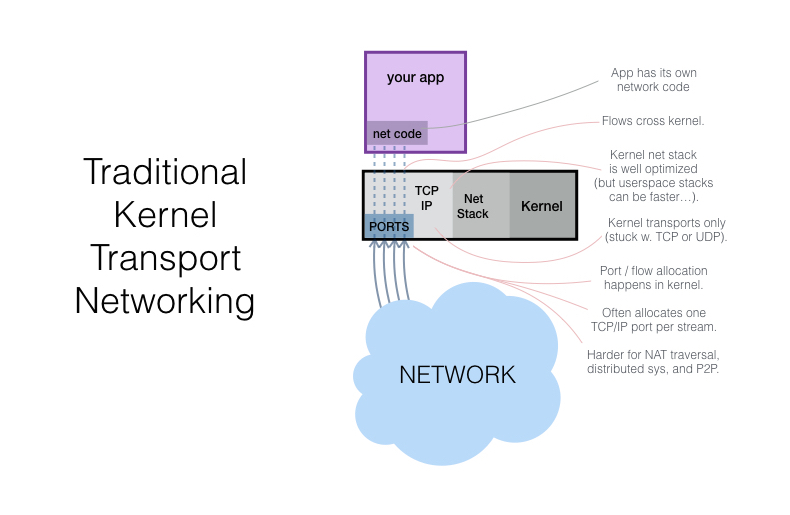 Traditional
Kernel
Transport
Networking
your app
net code
TCP
IP
Net
Stack
Kernel
PORTS
NETWORK
App has its own
network code
Flows cross kernel.
Kernel net stack
is well optimized
(but userspace stacks
can be faster…).
Kernel transports only
(stuck w. TCP or UDP).
Port / flow allocation
happens in kernel.
Often allocates one
TCP/IP port per stream.
Harder for NAT traversal,
distributed sys, and P2P.